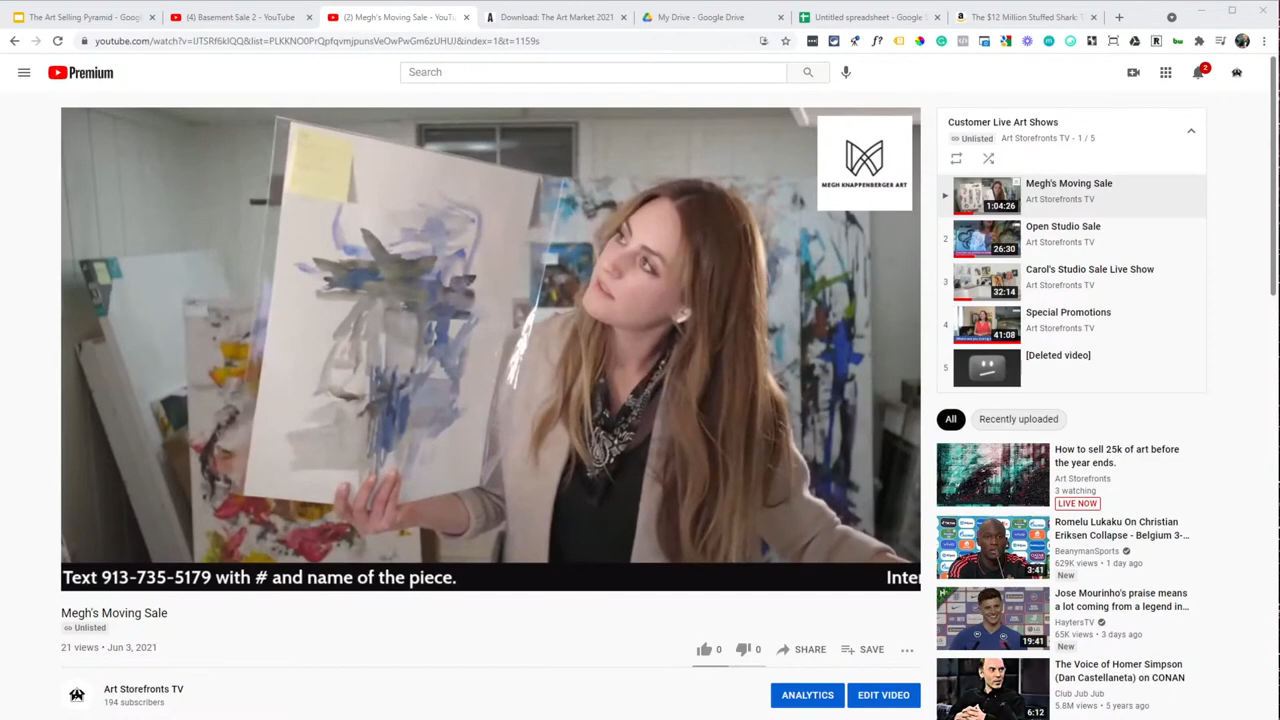 The Art Selling Pyramid - Goog
(4) Basement Sale 2 - YouTube
(2) Megh's Moving Sale - YouTu
Download: The Art Market 2021
My Drive - Google Drive
Untitled spreadsheet - Google S
The $12 Million Stuffed Shark: T
youtube.com/watch?v=lJTSRf6kIQQ&list=PLKKNO0PrQpfqvmjpunsVeOwPwGm6zUHUJ&index=1&t=1159s
Premium
Search
2
MEGH KNAPPENBERGER ART
Text 913-735-5179 with # and name of the piece.
Inter
Megh's Moving Sale
Unlisted
21 views • Jun 3, 2021
0
0
SHARE
SAVE
Art Storefronts TV
194 subscribers
ANALYTICS
EDIT VIDEO
Customer Live Art Shows
Unlisted
Art Storefronts TV - 1 / 5
1:04:26
Megh's Moving Sale
Art Storefronts TV
2
26:30
Open Studio Sale
Art Storefronts TV
3
32:14
Carol's Studio Sale Live Show
Art Storefronts TV
4
41:08
Special Promotions
Art Storefronts TV
5
[Deleted video]
All
Recently uploaded
How to sell 25k of art before
the year ends.
Art Storefronts
3 watching
LIVE NOW
3:41
Romelu Lukaku On Christian
Eriksen Collapse - Belgium 3-...
BeanymanSports
629K views • 1 day ago
New
19:41
Jose Mourinho's praise means
a lot coming from a legend in...
HaytersTV
65K views • 3 days ago
New
6:12
The Voice of Homer Simpson
(Dan Castellaneta) on CONAN
Club Jub Jub
5.8M views • 5 years ago